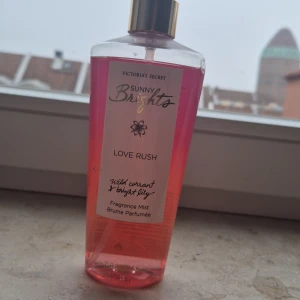 VICTORIA'S SECRET
SUNNY
Brights
LOVE RUSH
wild currant
& bright lily
Fragrance Mist
Brume Parfumée